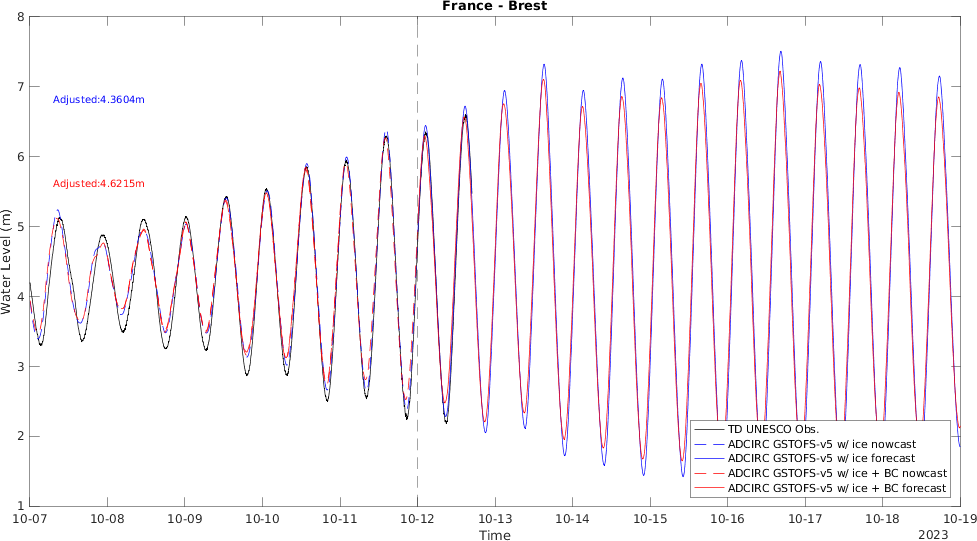 France - Brest
8
7
6
5
4
3
2
1
Water Level (m)
Adjusted:4.3604m
Adjusted:4.6215m
TD UNESCO Obs.
ADCIRC GSTOFS-v5 w/ ice nowcast
ADCIRC GSTOFS-v5 w/ ice forecast
ADCIRC GSTOFS-v5 w/ ice + BC nowcast
ADCIRC GSTOFS-v5 w/ ice + BC forecast
10-07 10-08 10-09 10-10 10-11 10-12 10-13 10-14 10-15 10-16 10-17 10-18 10-19
Time
2023